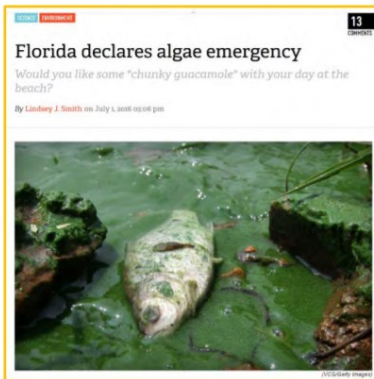 SCIENCE ENVIRONMENT
13
COMMENTS
Florida declares algae emergency
Would you like some "chunky guacamole" with your day at the
beach?
By Lindsey J. Smith on July 1, 2016 03:06 pm
(VCG/Getty Images)